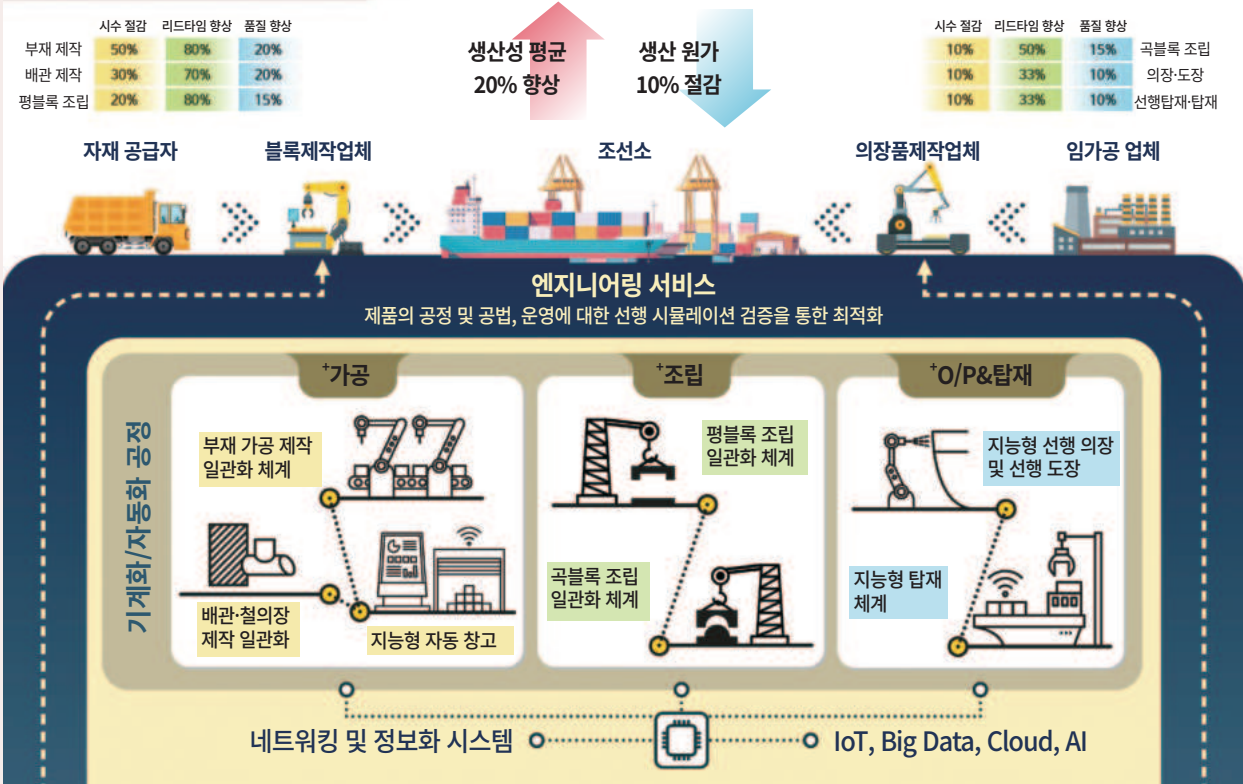 시수 절감 리드타임 향상 품질 향상
부재 제작 50% 80% 20%
배관 제작 30% 70% 20%
평블록 조립 20% 80% 15%
생산성 평균
20% 향상
생산 원가
10% 절감
시수 절감 리드타임 향상 품질 향상
10% 50% 15% 곡블록 조립
10% 33% 10% 의장·도장
10% 33% 10% 선행탑재·탑재
자재 공급자
블록제작업체
조선소
의장품제작업체
임가공 업체
엔지니어링 서비스
제품의 공정 및 공법, 운영에 대한 선행 시뮬레이션 검증을 통한 최적화
기계화/자동화 공정
+가공
부재 가공 제작
일관화 체계
배관·철의장
제작 일관화
지능형 자동 창고
+조립
평블록 조립
일관화 체계
곡블록 조립
일관화 체계
+O/P&탑재
지능형 선행 의장
및 선행 도장
지능형 탑재
체계
네트워킹 및 정보화 시스템
IoT, Big Data, Cloud, AI